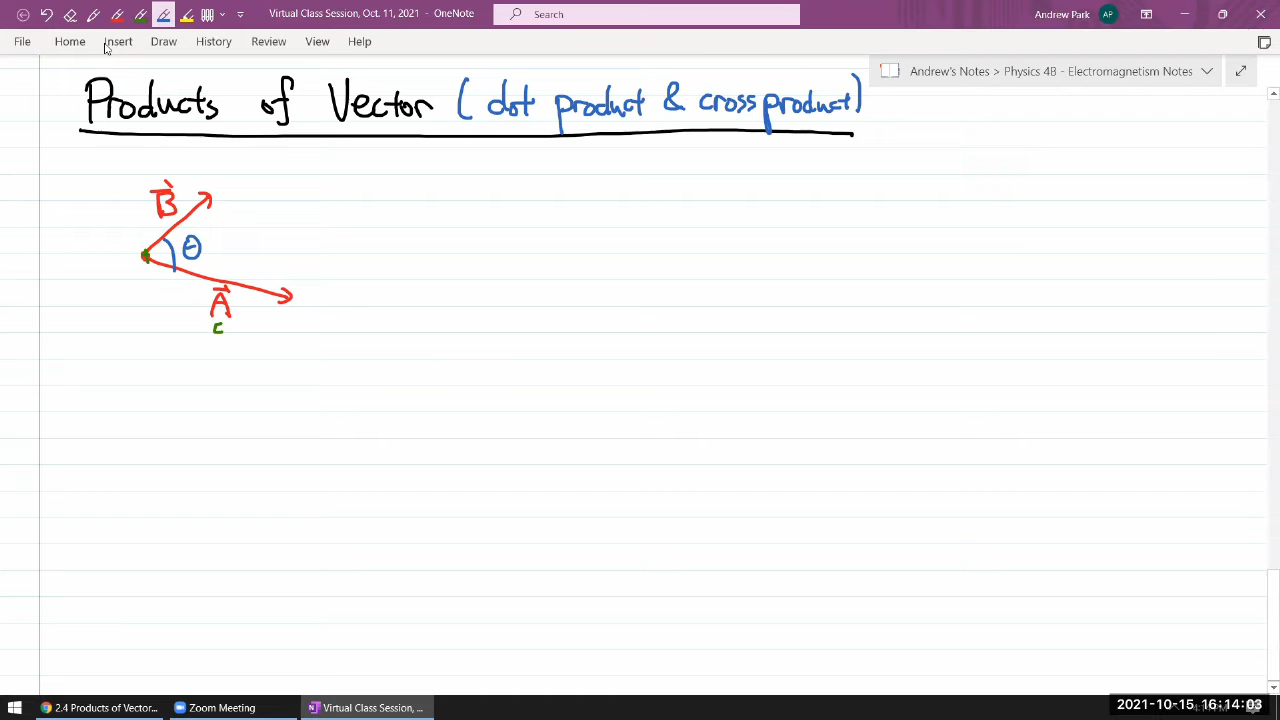 Virtual Class Session, Oct. 11, 2021 - OneNote
Search
Andrew Park
AP
File Home Insert Draw History Review View Help
Andrew's Notes > Physics 4B - Electromagnetism Notes
Products of Vector (dot product & cross product)
B
θ
A
2.4 Products of Vector...
Zoom Meeting
Virtual Class Session, ...
2021-10-15 16:14:03